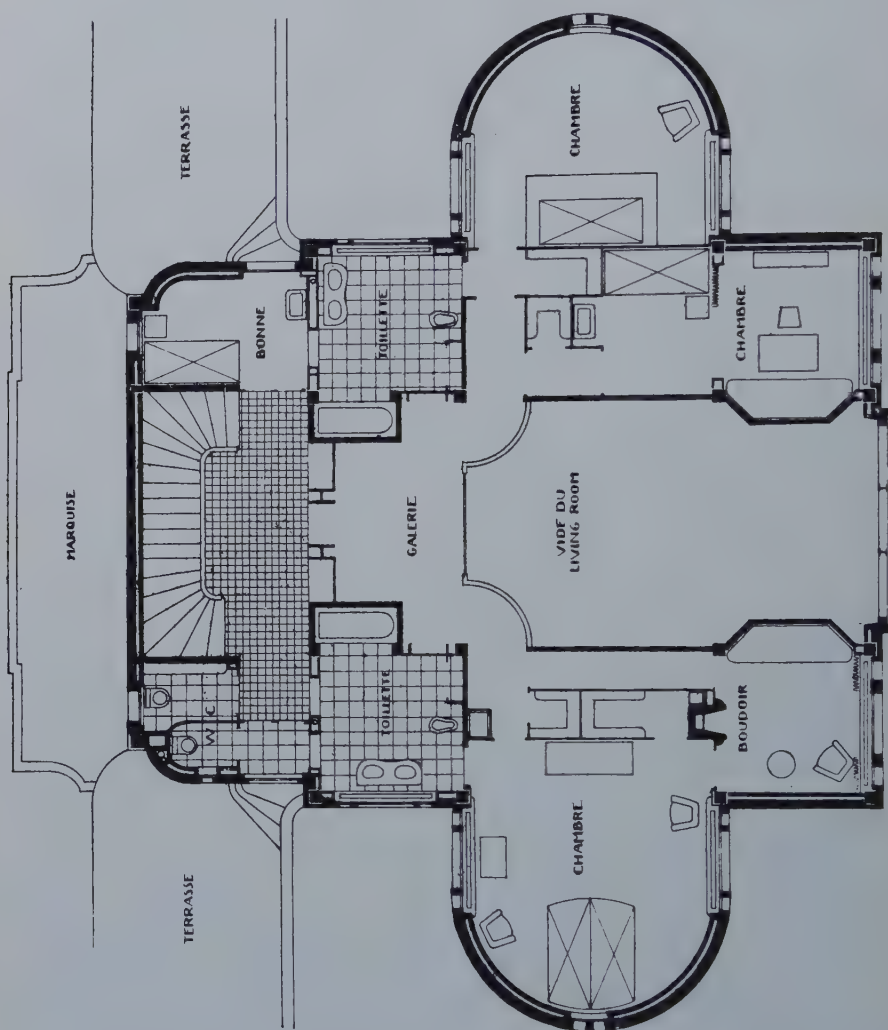 TERRASSE
MARQUISE
TERRASSE
BONNE
W C
TOILETTE
TOILETTE
GALERIE
CHAMBRE
CHAMBRE
VIDE DU
LIVING ROOM
CHAMBRE
BOUDOIR